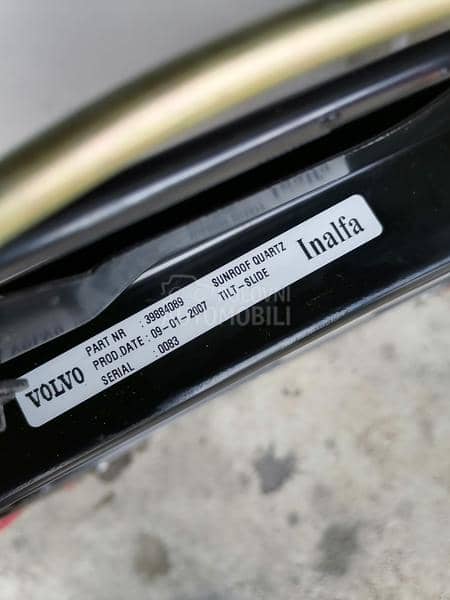 VOLVO
PART NR : 39884089 SUNROOF QUARTZ
PROD.DATE : 09-01-2007 TILT-SLIDE
SERIAL : 0083
Inalfa